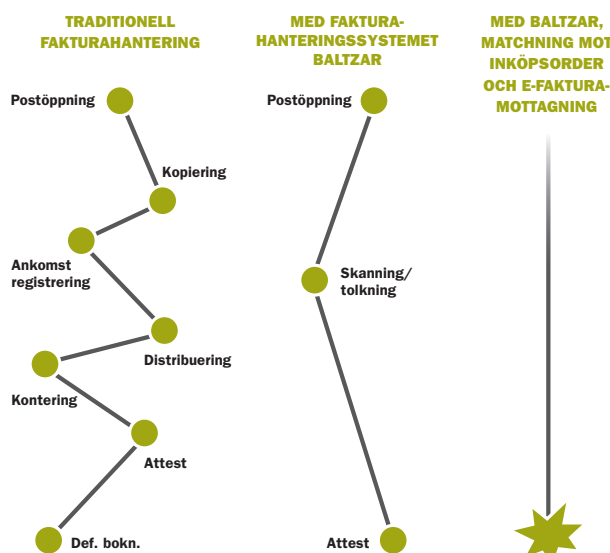 TRADITIONELL
FAKTURAHANTERING
Postöppning
Kopiering
Ankomst
registrering
Distribuering
Kontering
Attest
Def. bokn.
MED FAKTURA-
HANTERINGSSYSTEMET
BALTZAR
Postöppning
Skanning/
tolkning
Attest
MED BALTZAR,
MATCHNING MOT
INKÖPSORDER
OCH E-FAKTURA-
MOTTAGNING